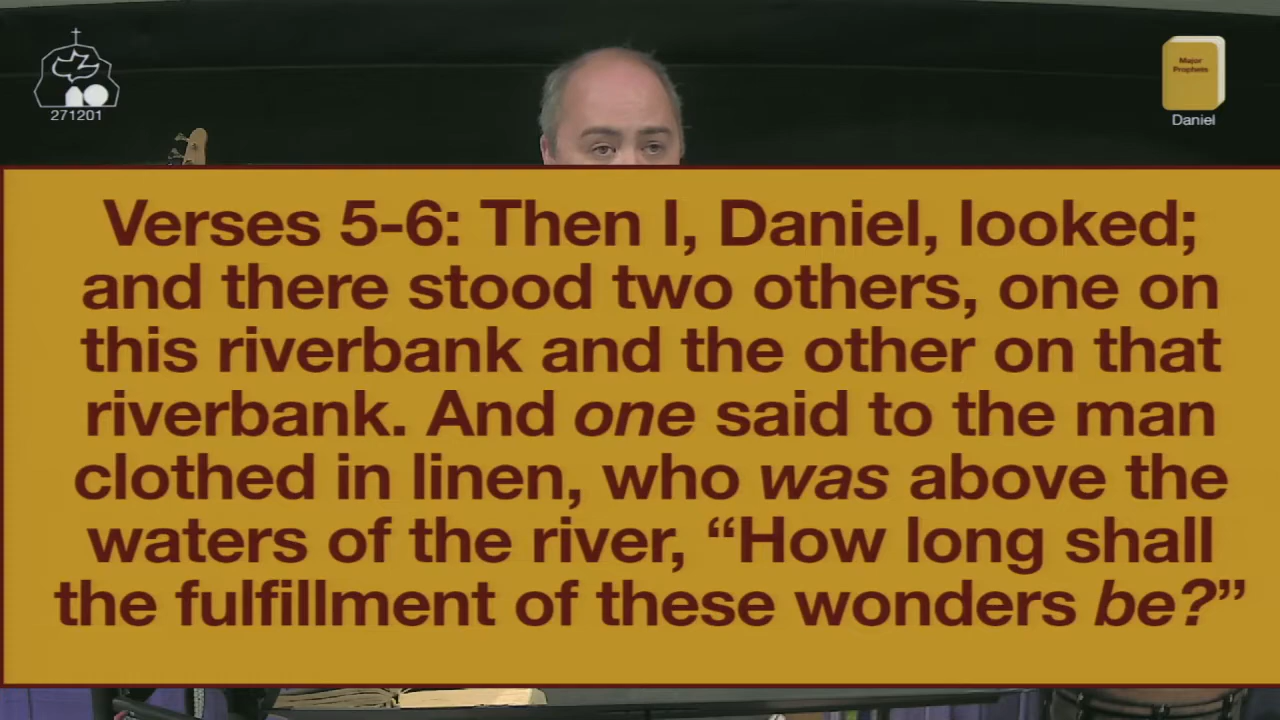 271201
Major
Prophets
Daniel
Verses 5-6: Then I, Daniel, looked;
and there stood two others, one on
this riverbank and the other on that
riverbank. And one said to the man
clothed in linen, who was above the
waters of the river, “How long shall
the fulfillment of these wonders be?”